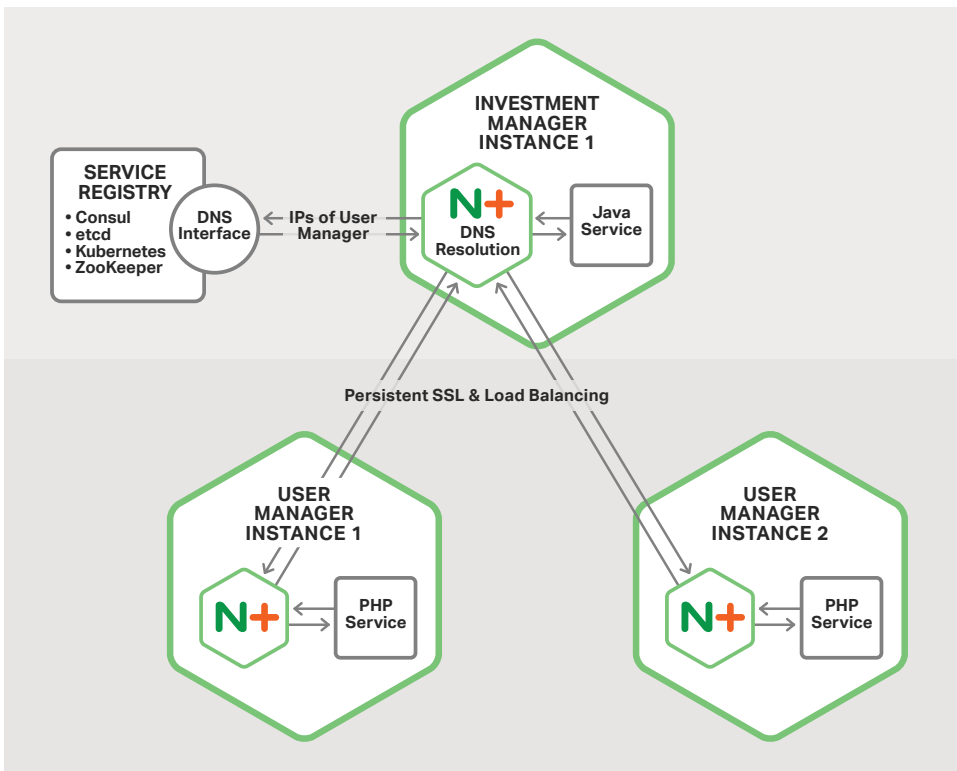 INVESTMENT
MANAGER
INSTANCE 1
SERVICE
REGISTRY
• Consul
• etcd
• Kubernetes
• ZooKeeper
DNS
Interface
IPs of User
Manager
N+
DNS
Resolution
Java
Service
Persistent SSL & Load Balancing
USER
MANAGER
INSTANCE 1
N+
PHP
Service
USER
MANAGER
INSTANCE 2
N+
PHP
Service